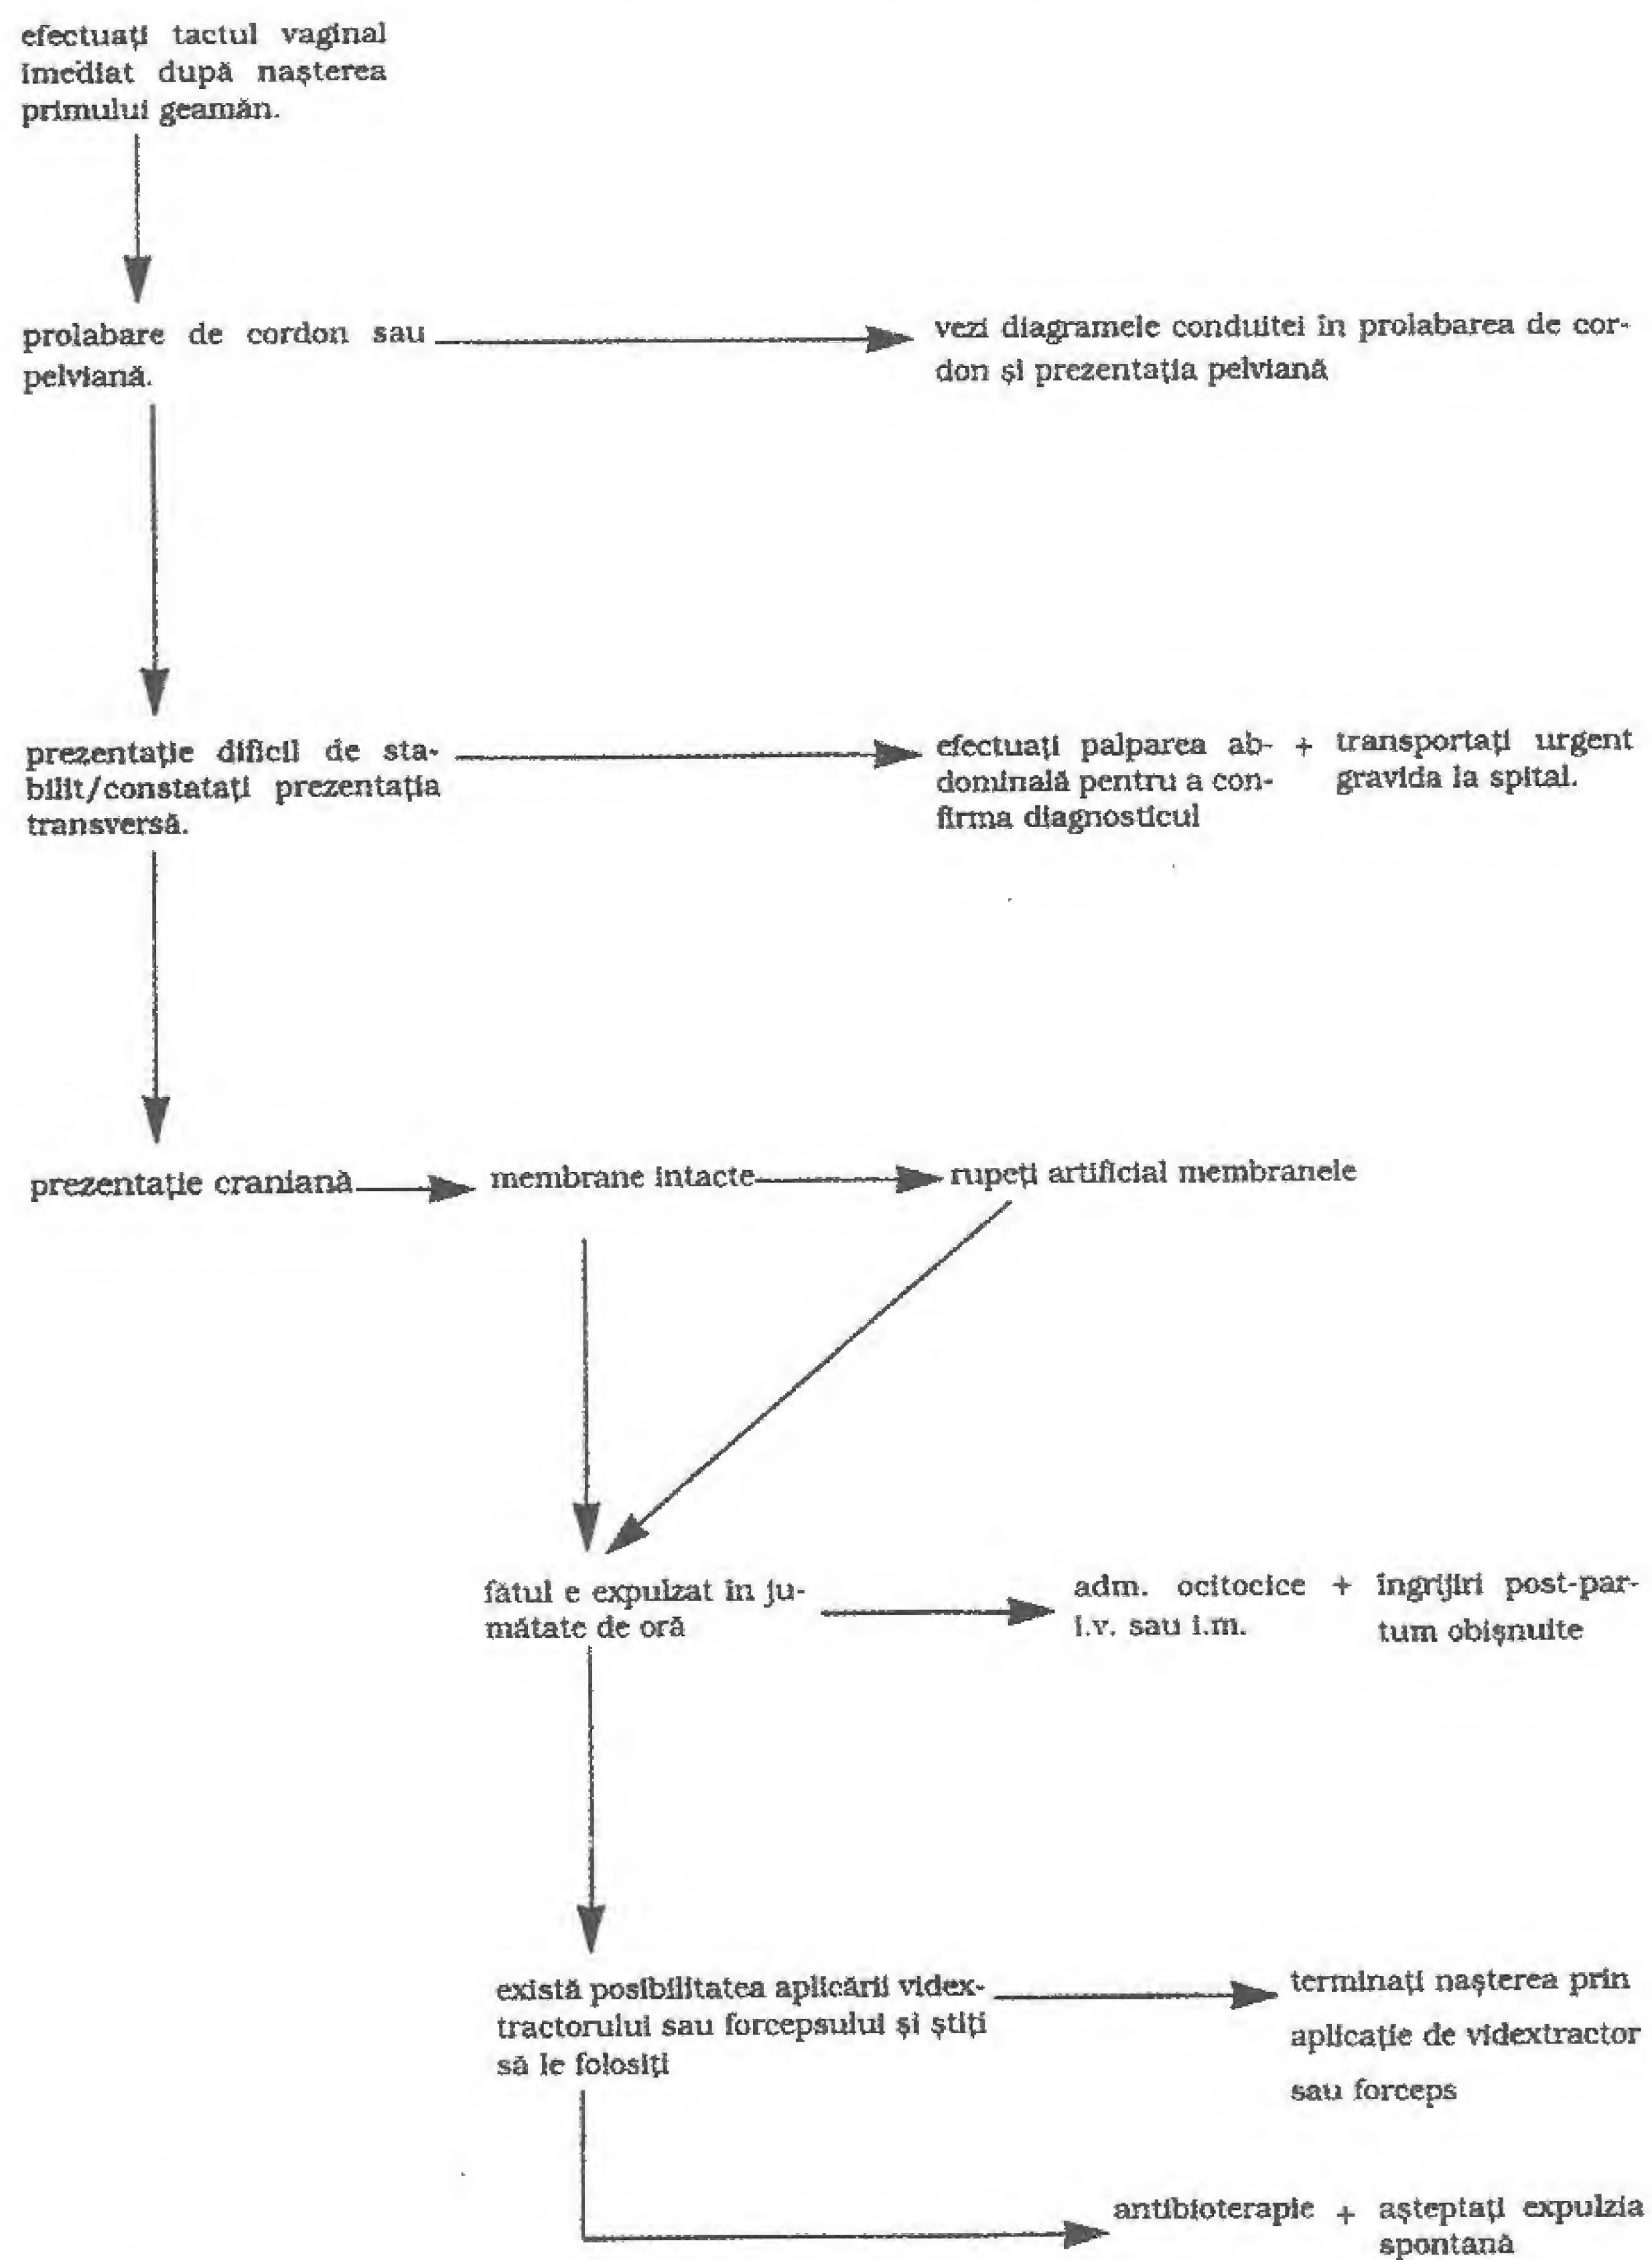 efectuați tactul vaginal
imediat după nașterea
primului geamăn.
prolabare de cordon sau
pelviană.
vezi diagramele conduitei în prolabarea de cor-
don și prezentația pelviană
prezentație dificil de sta-
bilit/constatați prezentația
transversă.
efectuați palparea ab-
dominală pentru a con-
firma diagnosticul
+ transportați urgent
gravida la spital.
prezentație craniană
membrane intacte
rupeți artificial membranele
fătul e expulzat în ju-
mătate de oră
adm. ocitocice
i.v. sau i.m.
+ îngrijiri post-par-
tum obișnuite
există posibilitatea aplicării videx-
tractorului sau forcepsului și știți
să le folosiți
terminați nașterea prin
aplicație de vidextractor
sau forceps
antibioterapie + așteptați expulzia
spontană